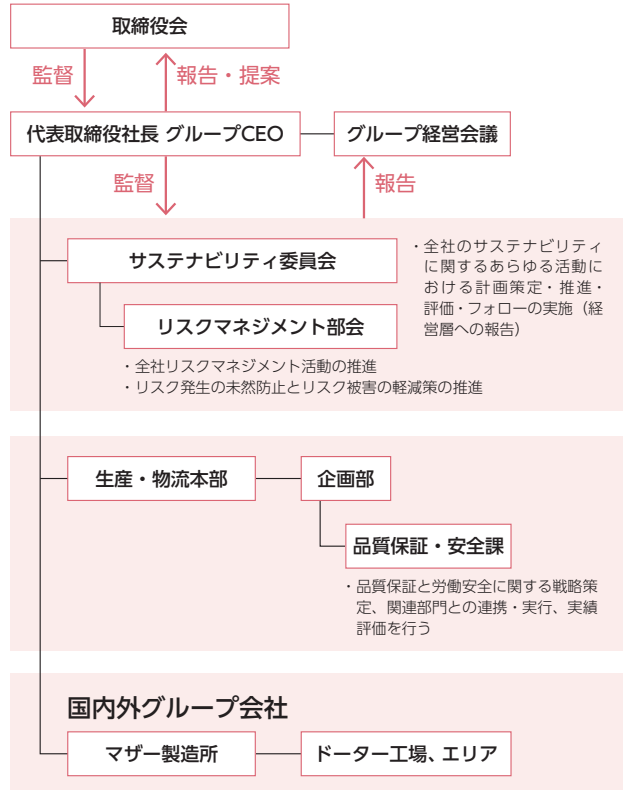 取締役会
監督
報告・提案
代表取締役社長 グループCEO
グループ経営会議
監督
報告
サステナビリティ委員会
・全社のサステナビリティ
に関するあらゆる活動に
おける計画策定・推進・
評価・フォローの実施（経
営層への報告）
リスクマネジメント部会
・全社リスクマネジメント活動の推進
・リスク発生の未然防止とリスク被害の軽減策の推進
生産・物流本部
企画部
品質保証・安全課
・品質保証と労働安全に関する戦略策
定、関連部門との連携・実行、実績
評価を行う
国内外グループ会社
マザー製造所
ドーター工場、エリア